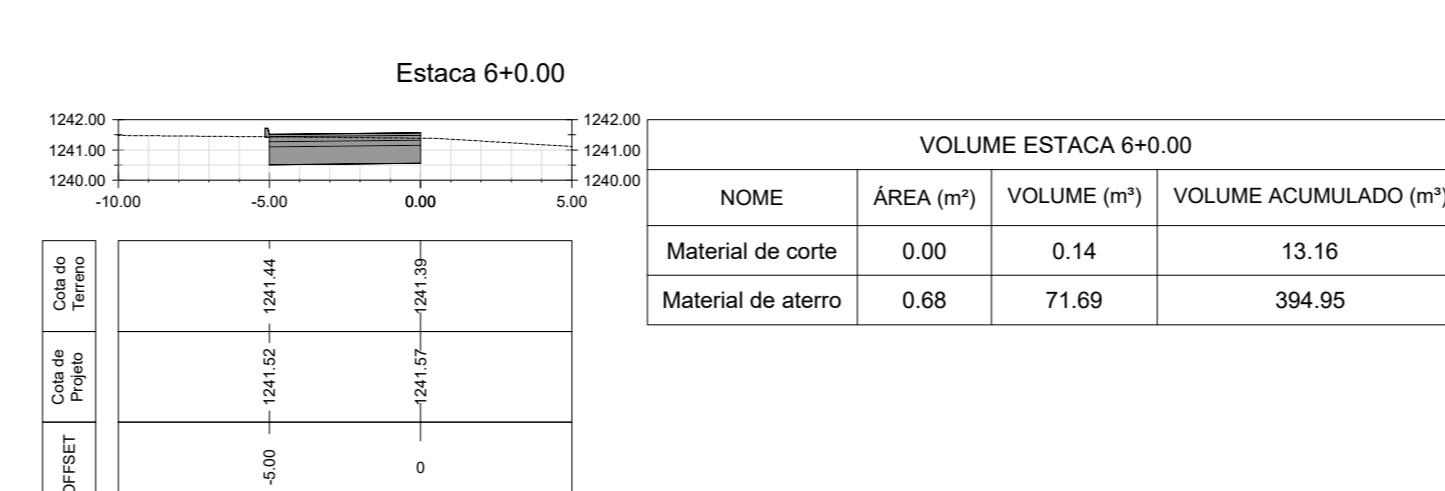 Estaca 6+0.00
1242.00
1241.00
1240.00
1242.00
1241.00
1240.00
-10.00 -5.00 0.00 5.00
VOLUME ESTACA 6+0.00
NOME ÁREA (m²) VOLUME (m³) VOLUME ACUMULADO (m³)
Material de corte 0.00 0.14 13.16
Material de aterro 0.68 71.69 394.95
Cota do
Terreno
1241.44 1241.39
Cota de
Projeto
1241.52 1241.57
OFFSET
-5.00 0